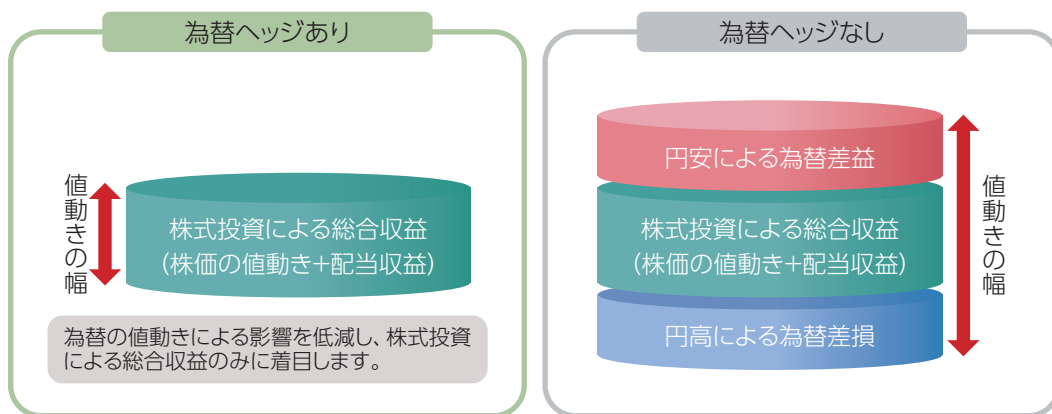 為替ヘッジあり
値動きの幅
株式投資による総合収益
(株価の値動き+配当収益)
為替の値動きによる影響を低減し、株式投資
による総合収益のみに着目します。
為替ヘッジなし
円安による為替差益
株式投資による総合収益
(株価の値動き+配当収益)
円高による為替差損
値動きの幅